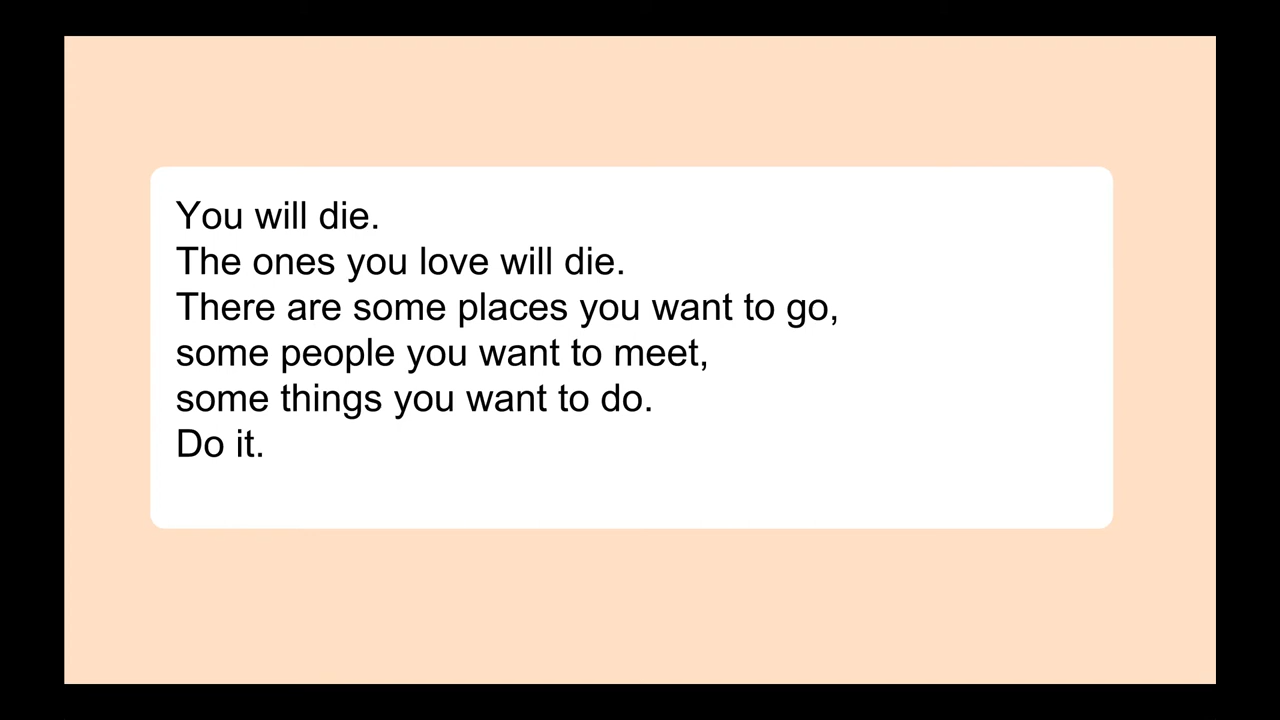 You will die.
The ones you love will die.
There are some places you want to go,
some people you want to meet,
some things you want to do.
Do it.